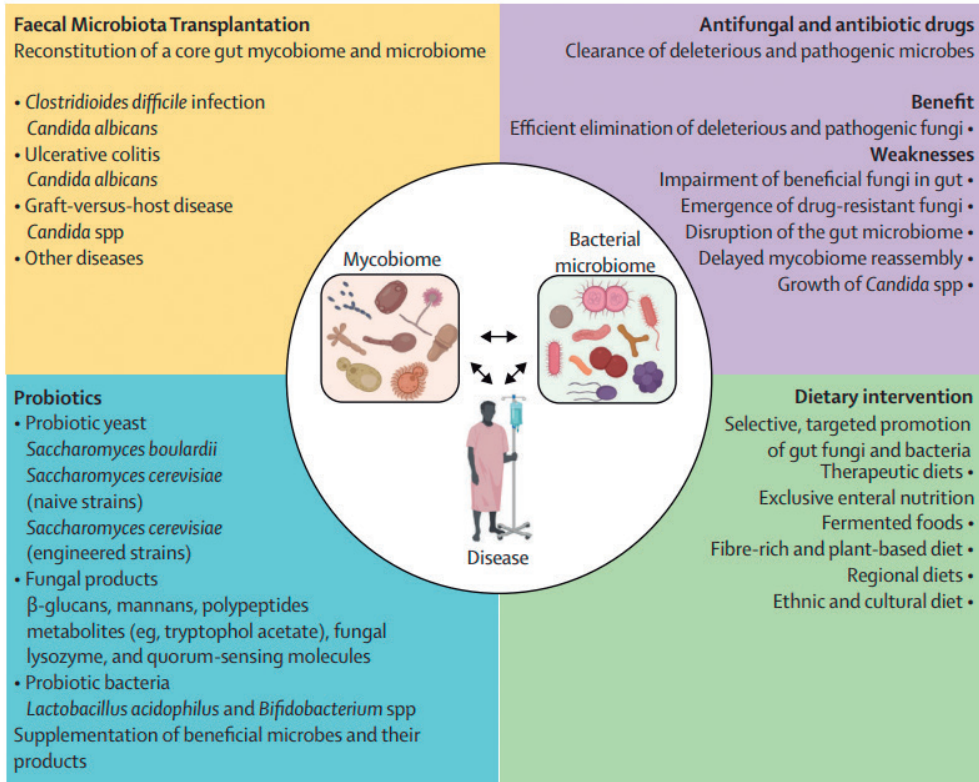 Faecal Microbiota Transplantation
Reconstitution of a core gut mycobiome and microbiome
• Clostridioides difficile infection
Candida albicans
• Ulcerative colitis
Candida albicans
• Graft-versus-host disease
Candida spp
• Other diseases
Antifungal and antibiotic drugs
Clearance of deleterious and pathogenic microbes
Benefit
Efficient elimination of deleterious and pathogenic fungi •
Weaknesses
Impairment of beneficial fungi in gut •
Emergence of drug-resistant fungi •
Disruption of the gut microbiome •
Delayed mycobiome reassembly •
Growth of Candida spp •
Mycobiome
Bacterial
microbiome
Disease
Probiotics
• Probiotic yeast
Saccharomyces boulardii
Saccharomyces cerevisiae
(naive strains)
Saccharomyces cerevisiae
(engineered strains)
• Fungal products
β-glucans, mannans, polypeptides
metabolites (eg, tryptophol acetate), fungal
lysozyme, and quorum-sensing molecules
• Probiotic bacteria
Lactobacillus acidophilus and Bifidobacterium spp
Supplementation of beneficial microbes and their
products
Dietary intervention
Selective, targeted promotion
of gut fungi and bacteria
Therapeutic diets •
Exclusive enteral nutrition
Fermented foods •
Fibre-rich and plant-based diet •
Regional diets •
Ethnic and cultural diet •